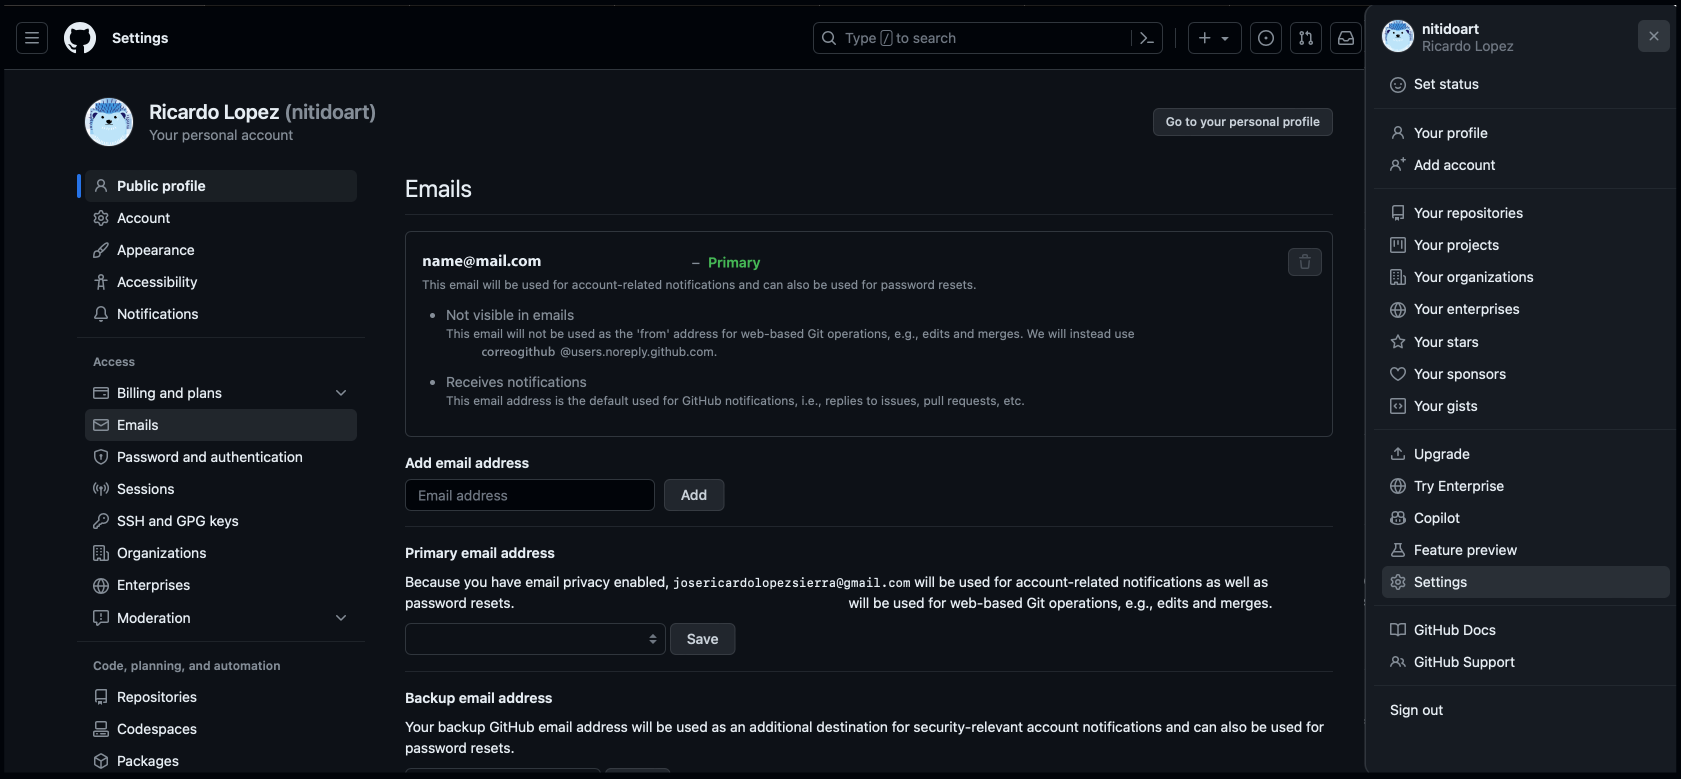 Settings
Type / to search
Ricardo Lopez (nitidoart)
Your personal account
Go to your personal profile
Public profile
Account
Appearance
Accessibility
Notifications
Access
Billing and plans
Emails
Password and authentication
Sessions
SSH and GPG keys
Organizations
Enterprises
Moderation
Code, planning, and automation
Repositories
Codespaces
Packages
Emails
name@mail.com – Primary
This email will be used for account-related notifications and can also be used for password resets.
• Not visible in emails
This email will not be used as the 'from' address for web-based Git operations, e.g., edits and merges. We will instead use
correogithub @users.noreply.github.com.
• Receives notifications
This email address is the default used for GitHub notifications, i.e., replies to issues, pull requests, etc.
Add email address
Email address
Add
Primary email address
Because you have email privacy enabled, josericardolopezsierra@gmail.com will be used for account-related notifications as well as
password resets. will be used for web-based Git operations, e.g., edits and merges.
Save
Backup email address
Your backup GitHub email address will be used as an additional destination for security-relevant account notifications and can also be used for
password resets.
nitidoart
Ricardo Lopez
Set status
Your profile
Add account
Your repositories
Your projects
Your organizations
Your enterprises
Your stars
Your sponsors
Your gists
Upgrade
Try Enterprise
Copilot
Feature preview
Settings
GitHub Docs
GitHub Support
Sign out